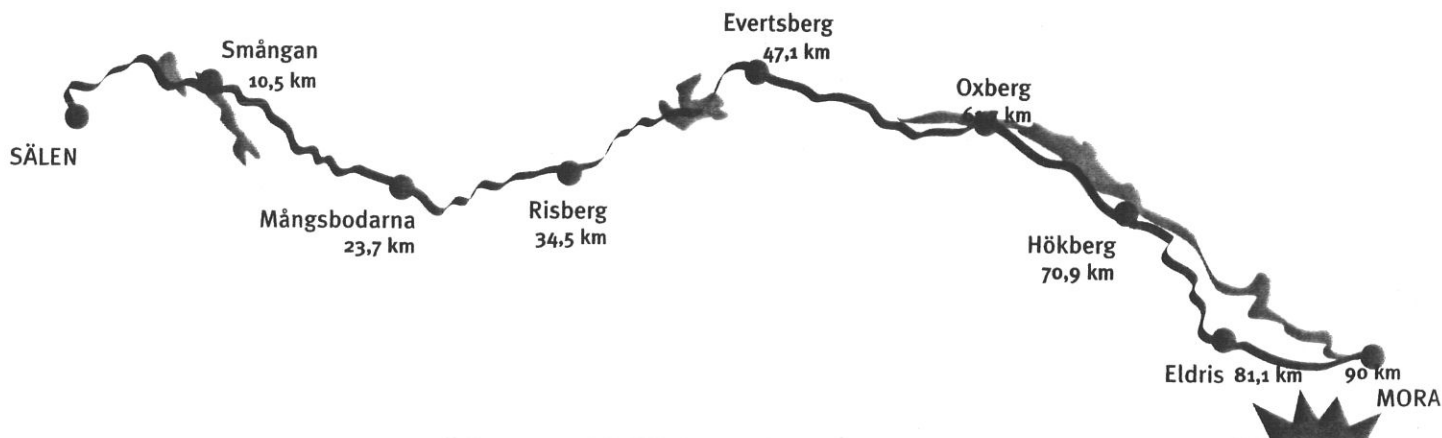 SÄLEN
Smångan
10,5 km
Mångsbodarna
23,7 km
Risberg
34,5 km
Evertsberg
47,1 km
Oxberg
km
Hökberg
70,9 km
Eldris 81,1 km
90 km
MORA